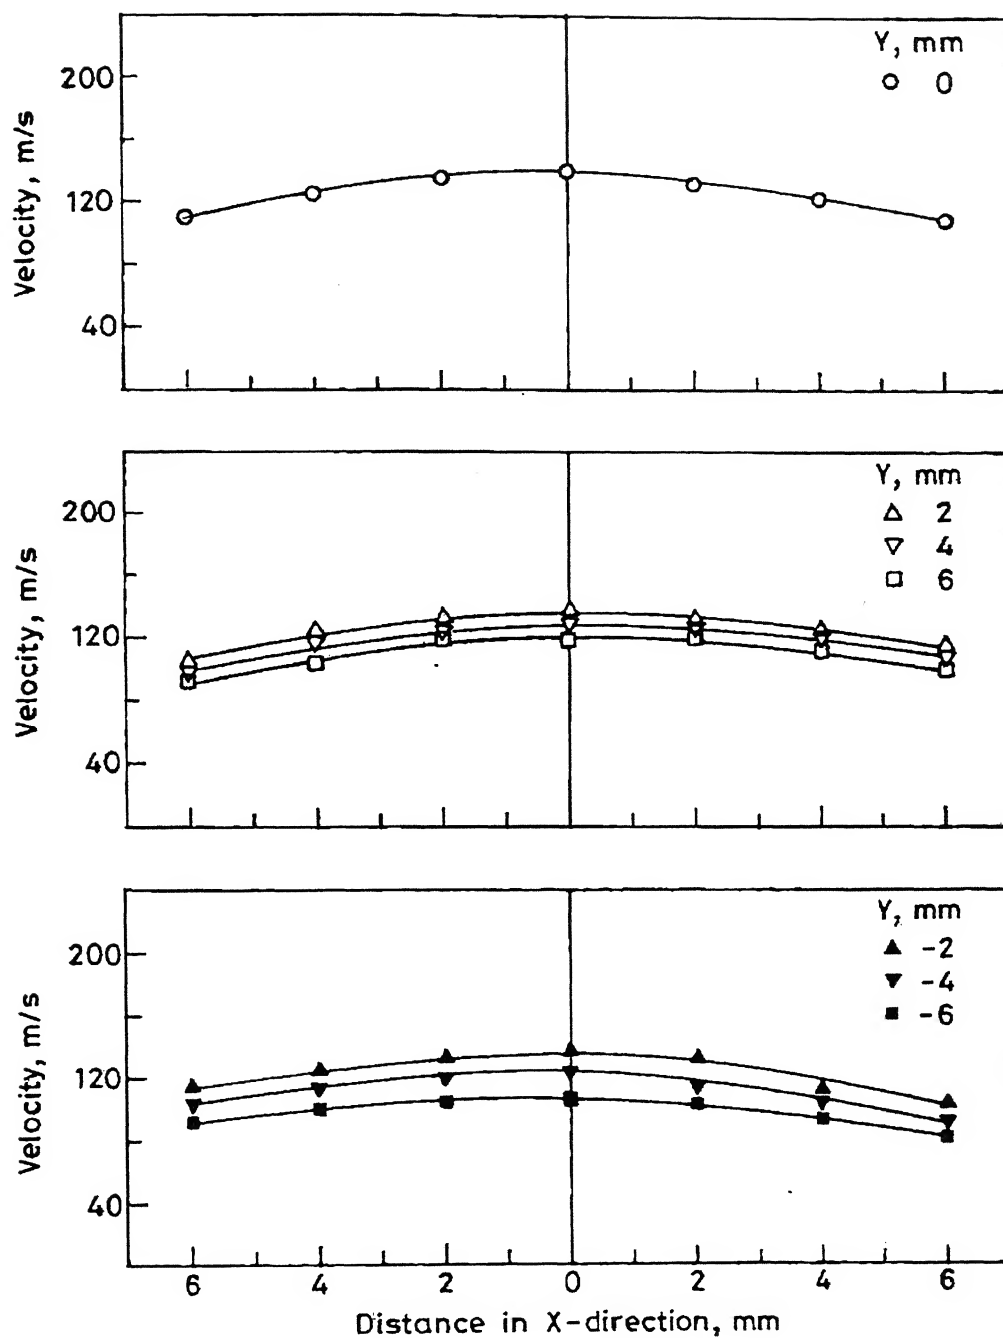 Y, mm
○ 0
200
120
40
Velocity, m/s
Y, mm
△ 2
▽ 4
□ 6
200
120
40
Velocity, m/s
Y, mm
▲ -2
▼ -4
■ -6
200
120
40
Velocity, m/s
6 4 2 0 2 4 6
Distance in X-direction, mm